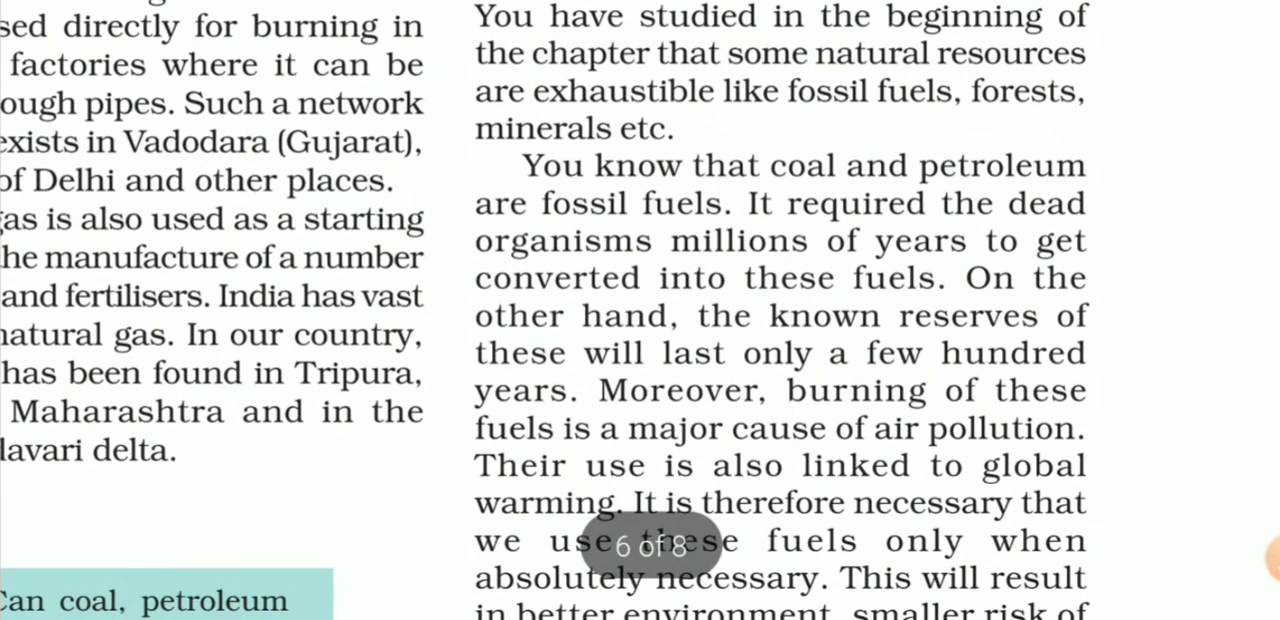 sed directly for burning in
factories where it can be
ough pipes. Such a network
exists in Vadodara (Gujarat),
of Delhi and other places.
gas is also used as a starting
he manufacture of a number
and fertilisers. India has vast
natural gas. In our country,
has been found in Tripura,
Maharashtra and in the
lavari delta.
Can coal, petroleum
You have studied in the beginning of
the chapter that some natural resources
are exhaustible like fossil fuels, forests,
minerals etc.
You know that coal and petroleum
are fossil fuels. It required the dead
organisms millions of years to get
converted into these fuels. On the
other hand, the known reserves of
these will last only a few hundred
years. Moreover, burning of these
fuels is a major cause of air pollution.
Their use is also linked to global
warming. It is therefore necessary that
we use these fuels only when
absolutely necessary. This will result
in better environment, smaller risk of
6 of 8